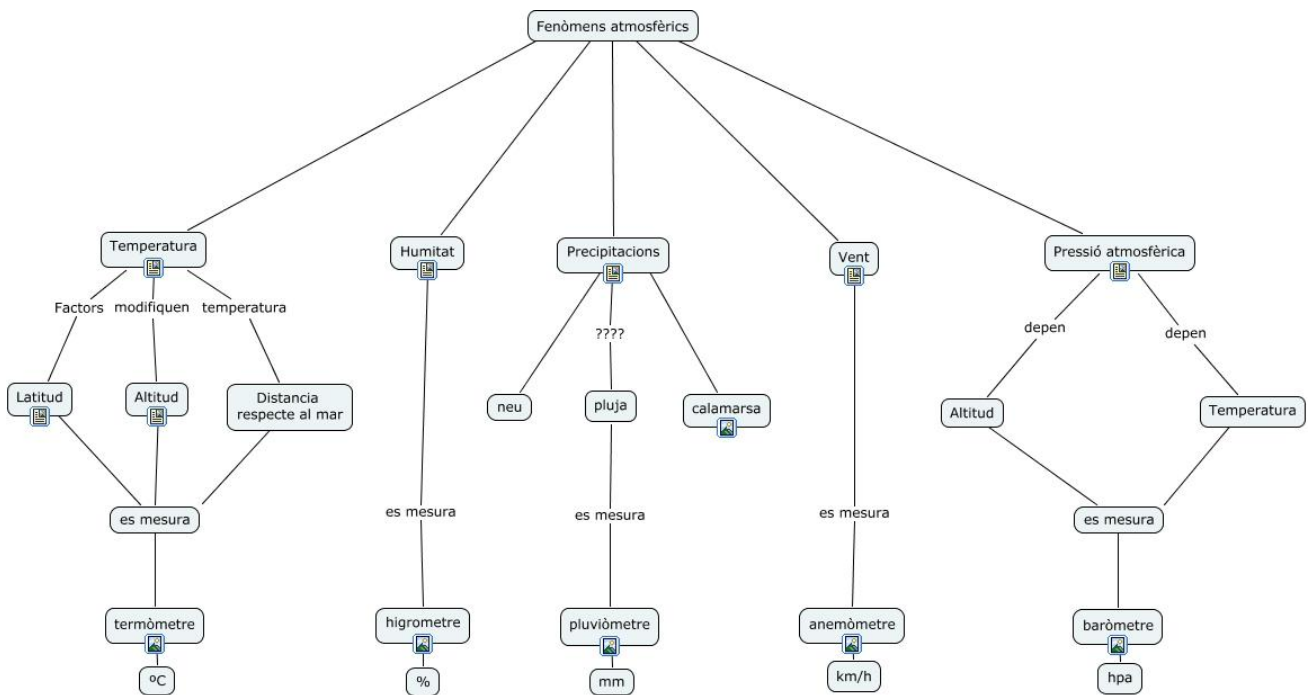 Fenòmens atmosfèrics
Temperatura
Humitat
Precipitacions
Vent
Pressió atmosfèrica
Factors
modifiquen
temperatura
????
depen
depen
Latitud
Altitud
Distancia
respecte al mar
neu
pluja
calamarsa
Altitud
Temperatura
es mesura
es mesura
es mesura
es mesura
es mesura
termòmetre
higrometre
pluviòmetre
anemòmetre
baròmetre
ºC
%
mm
km/h
hpa